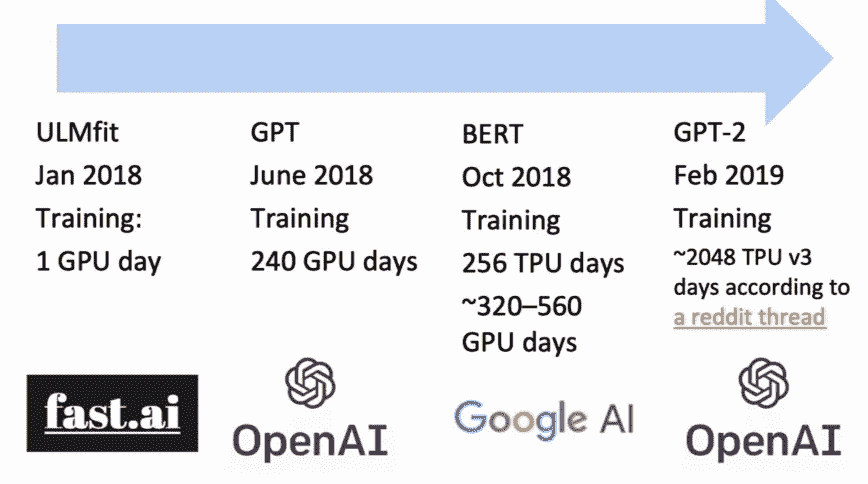 ULMfit
Jan 2018
Training:
1 GPU day
fast.ai
GPT
June 2018
Training
240 GPU days
OpenAI
BERT
Oct 2018
Training
256 TPU days
~320–560
GPU days
Google AI
GPT-2
Feb 2019
Training
~2048 TPU v3
days according to
a reddit thread
OpenAI